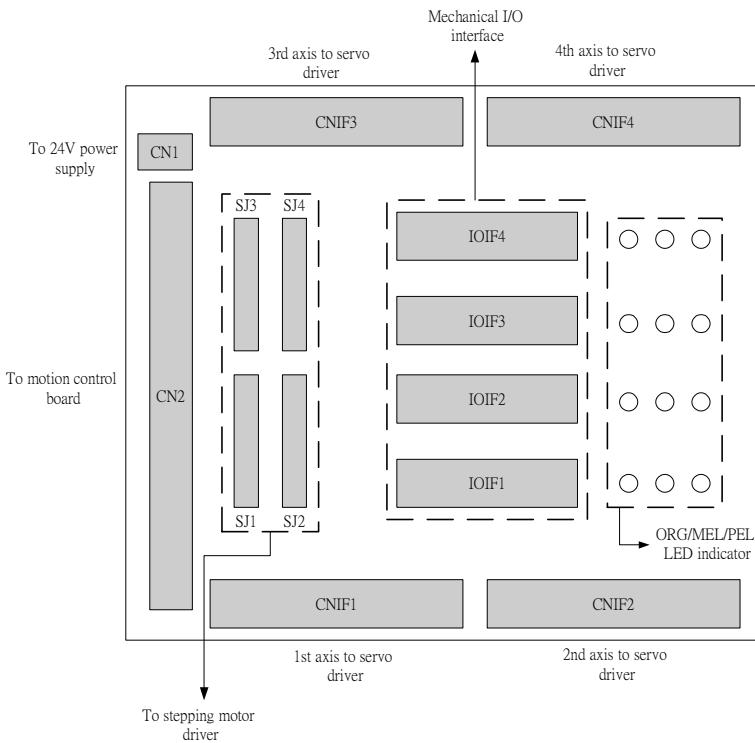 Mechanical I/O
interface
3rd axis to servo
driver
4th axis to servo
driver
CNIF3
CNIF4
To 24V power
supply
CN1
SJ3
SJ4
IOIF4
IOIF3
To motion control
board
CN2
IOIF2
IOIF1
SJ1
SJ2
ORG/MEL/PEL
LED indicator
CNIF1
CNIF2
1st axis to servo
driver
2nd axis to servo
driver
To stepping motor
driver